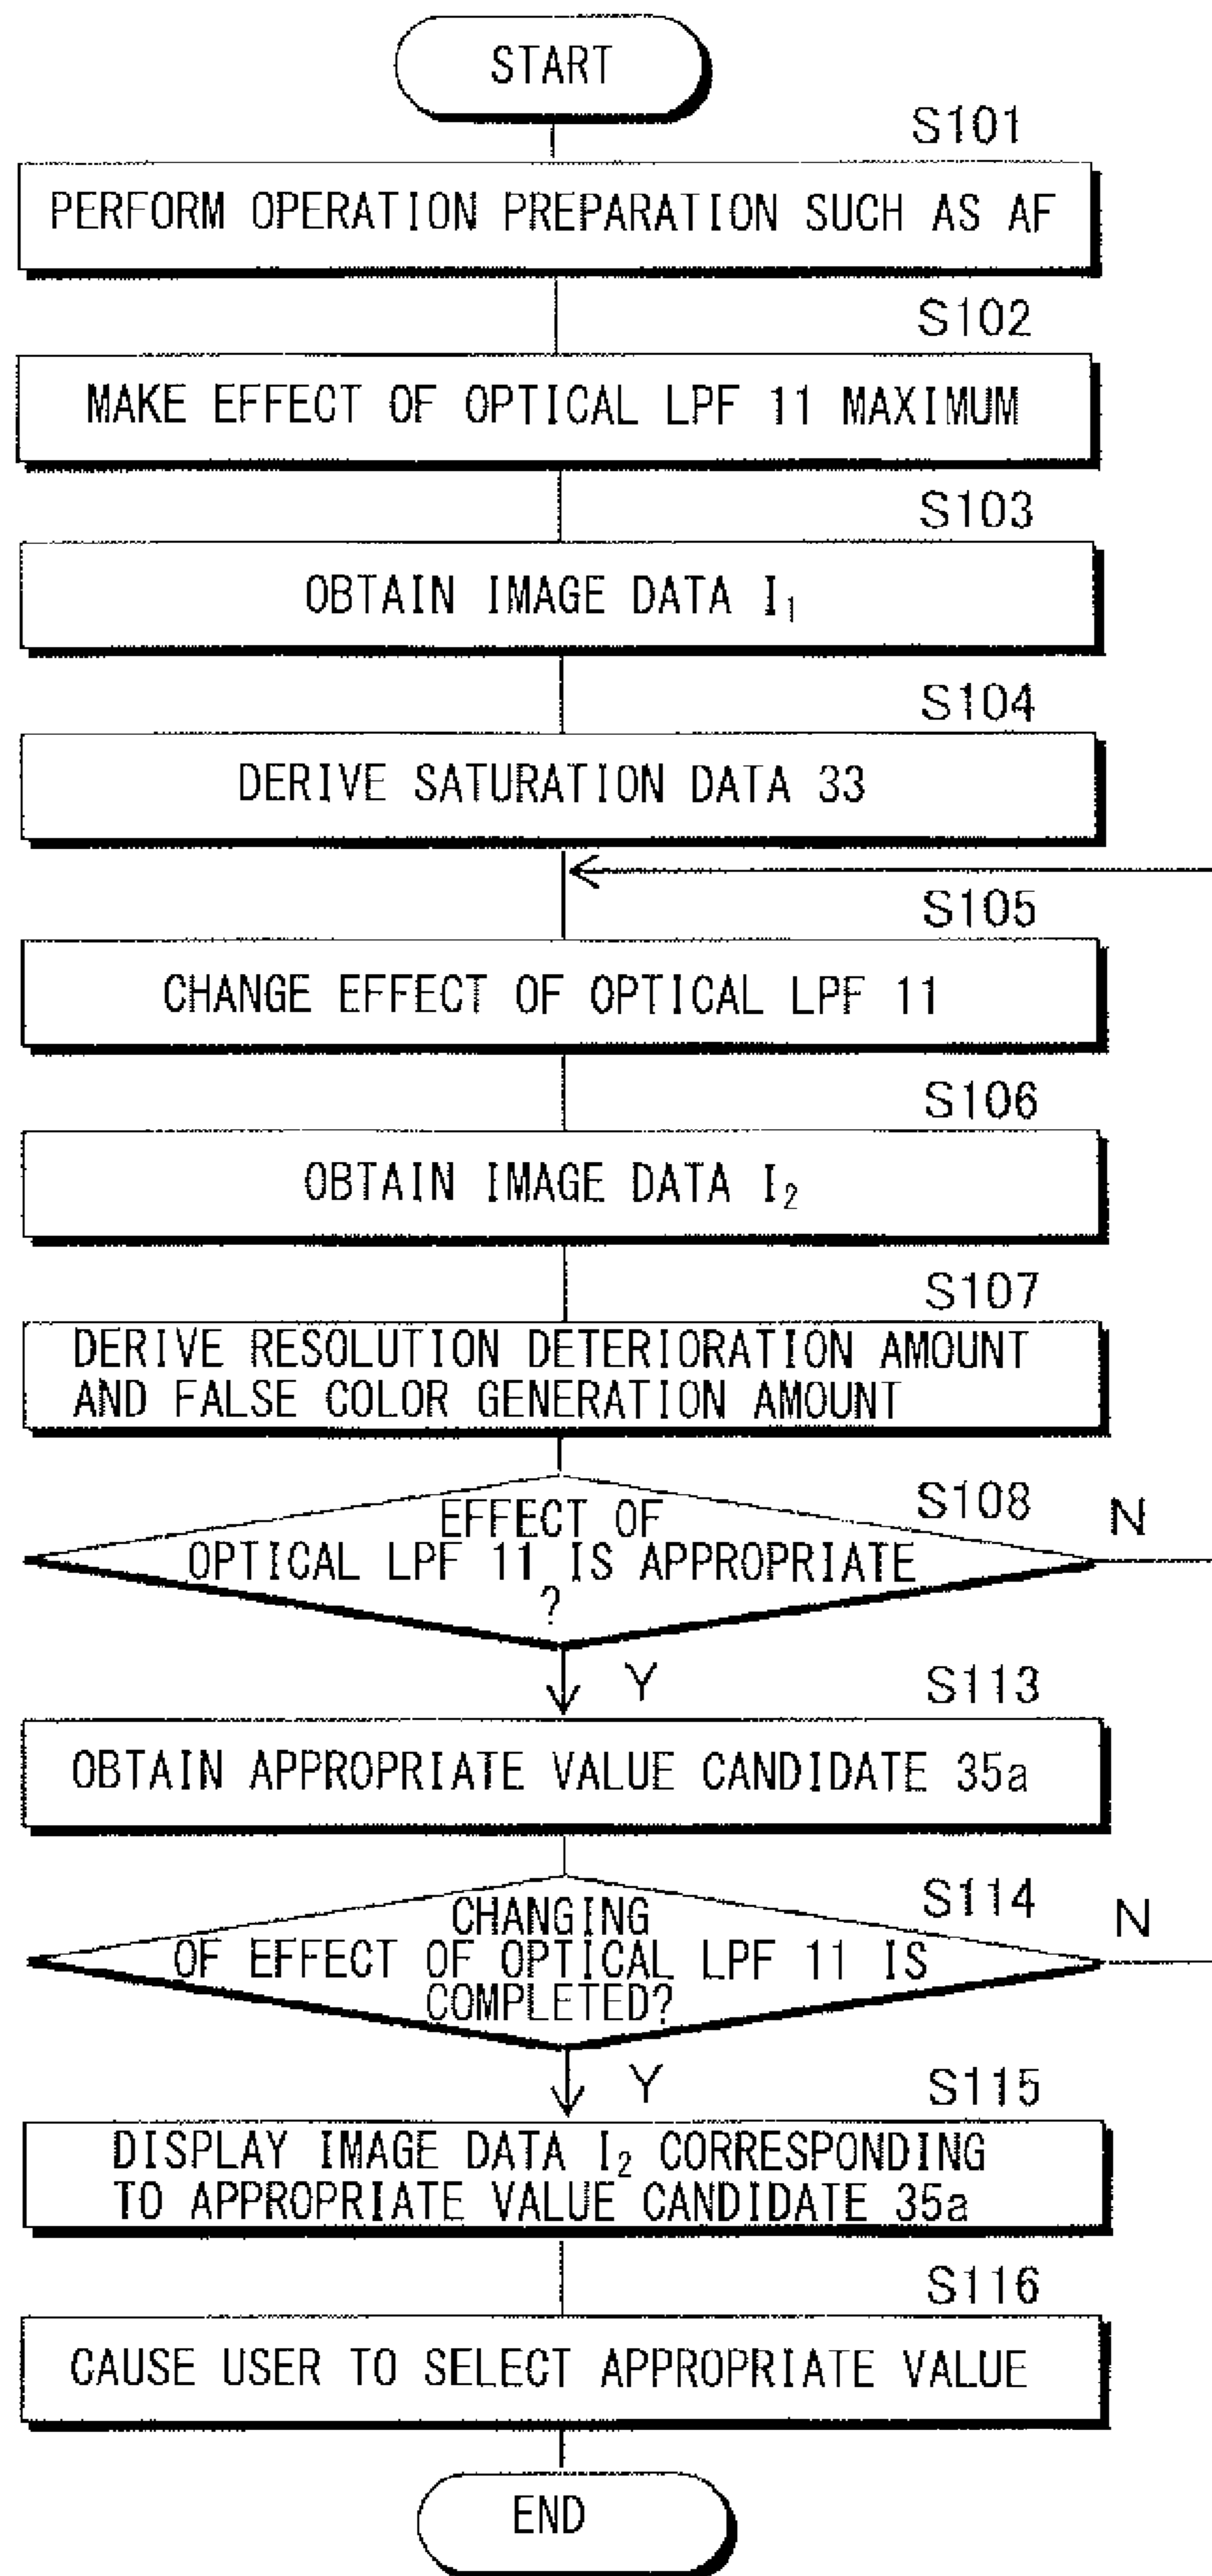 START
S101
PERFORM OPERATION PREPARATION SUCH AS AF
S102
MAKE EFFECT OF OPTICAL LPF 11 MAXIMUM
S103
OBTAIN IMAGE DATA I₁
S104
DERIVE SATURATION DATA 33
S105
CHANGE EFFECT OF OPTICAL LPF 11
S106
OBTAIN IMAGE DATA I₂
S107
DERIVE RESOLUTION DETERIORATION AMOUNT
AND FALSE COLOR GENERATION AMOUNT
S108
N
EFFECT OF
OPTICAL LPF 11 IS APPROPRIATE
?
Y
S113
OBTAIN APPROPRIATE VALUE CANDIDATE 35a
S114
N
CHANGING
OF EFFECT OF OPTICAL LPF 11 IS
COMPLETED?
Y
S115
DISPLAY IMAGE DATA I₂ CORRESPONDING
TO APPROPRIATE VALUE CANDIDATE 35a
S116
CAUSE USER TO SELECT APPROPRIATE VALUE
END